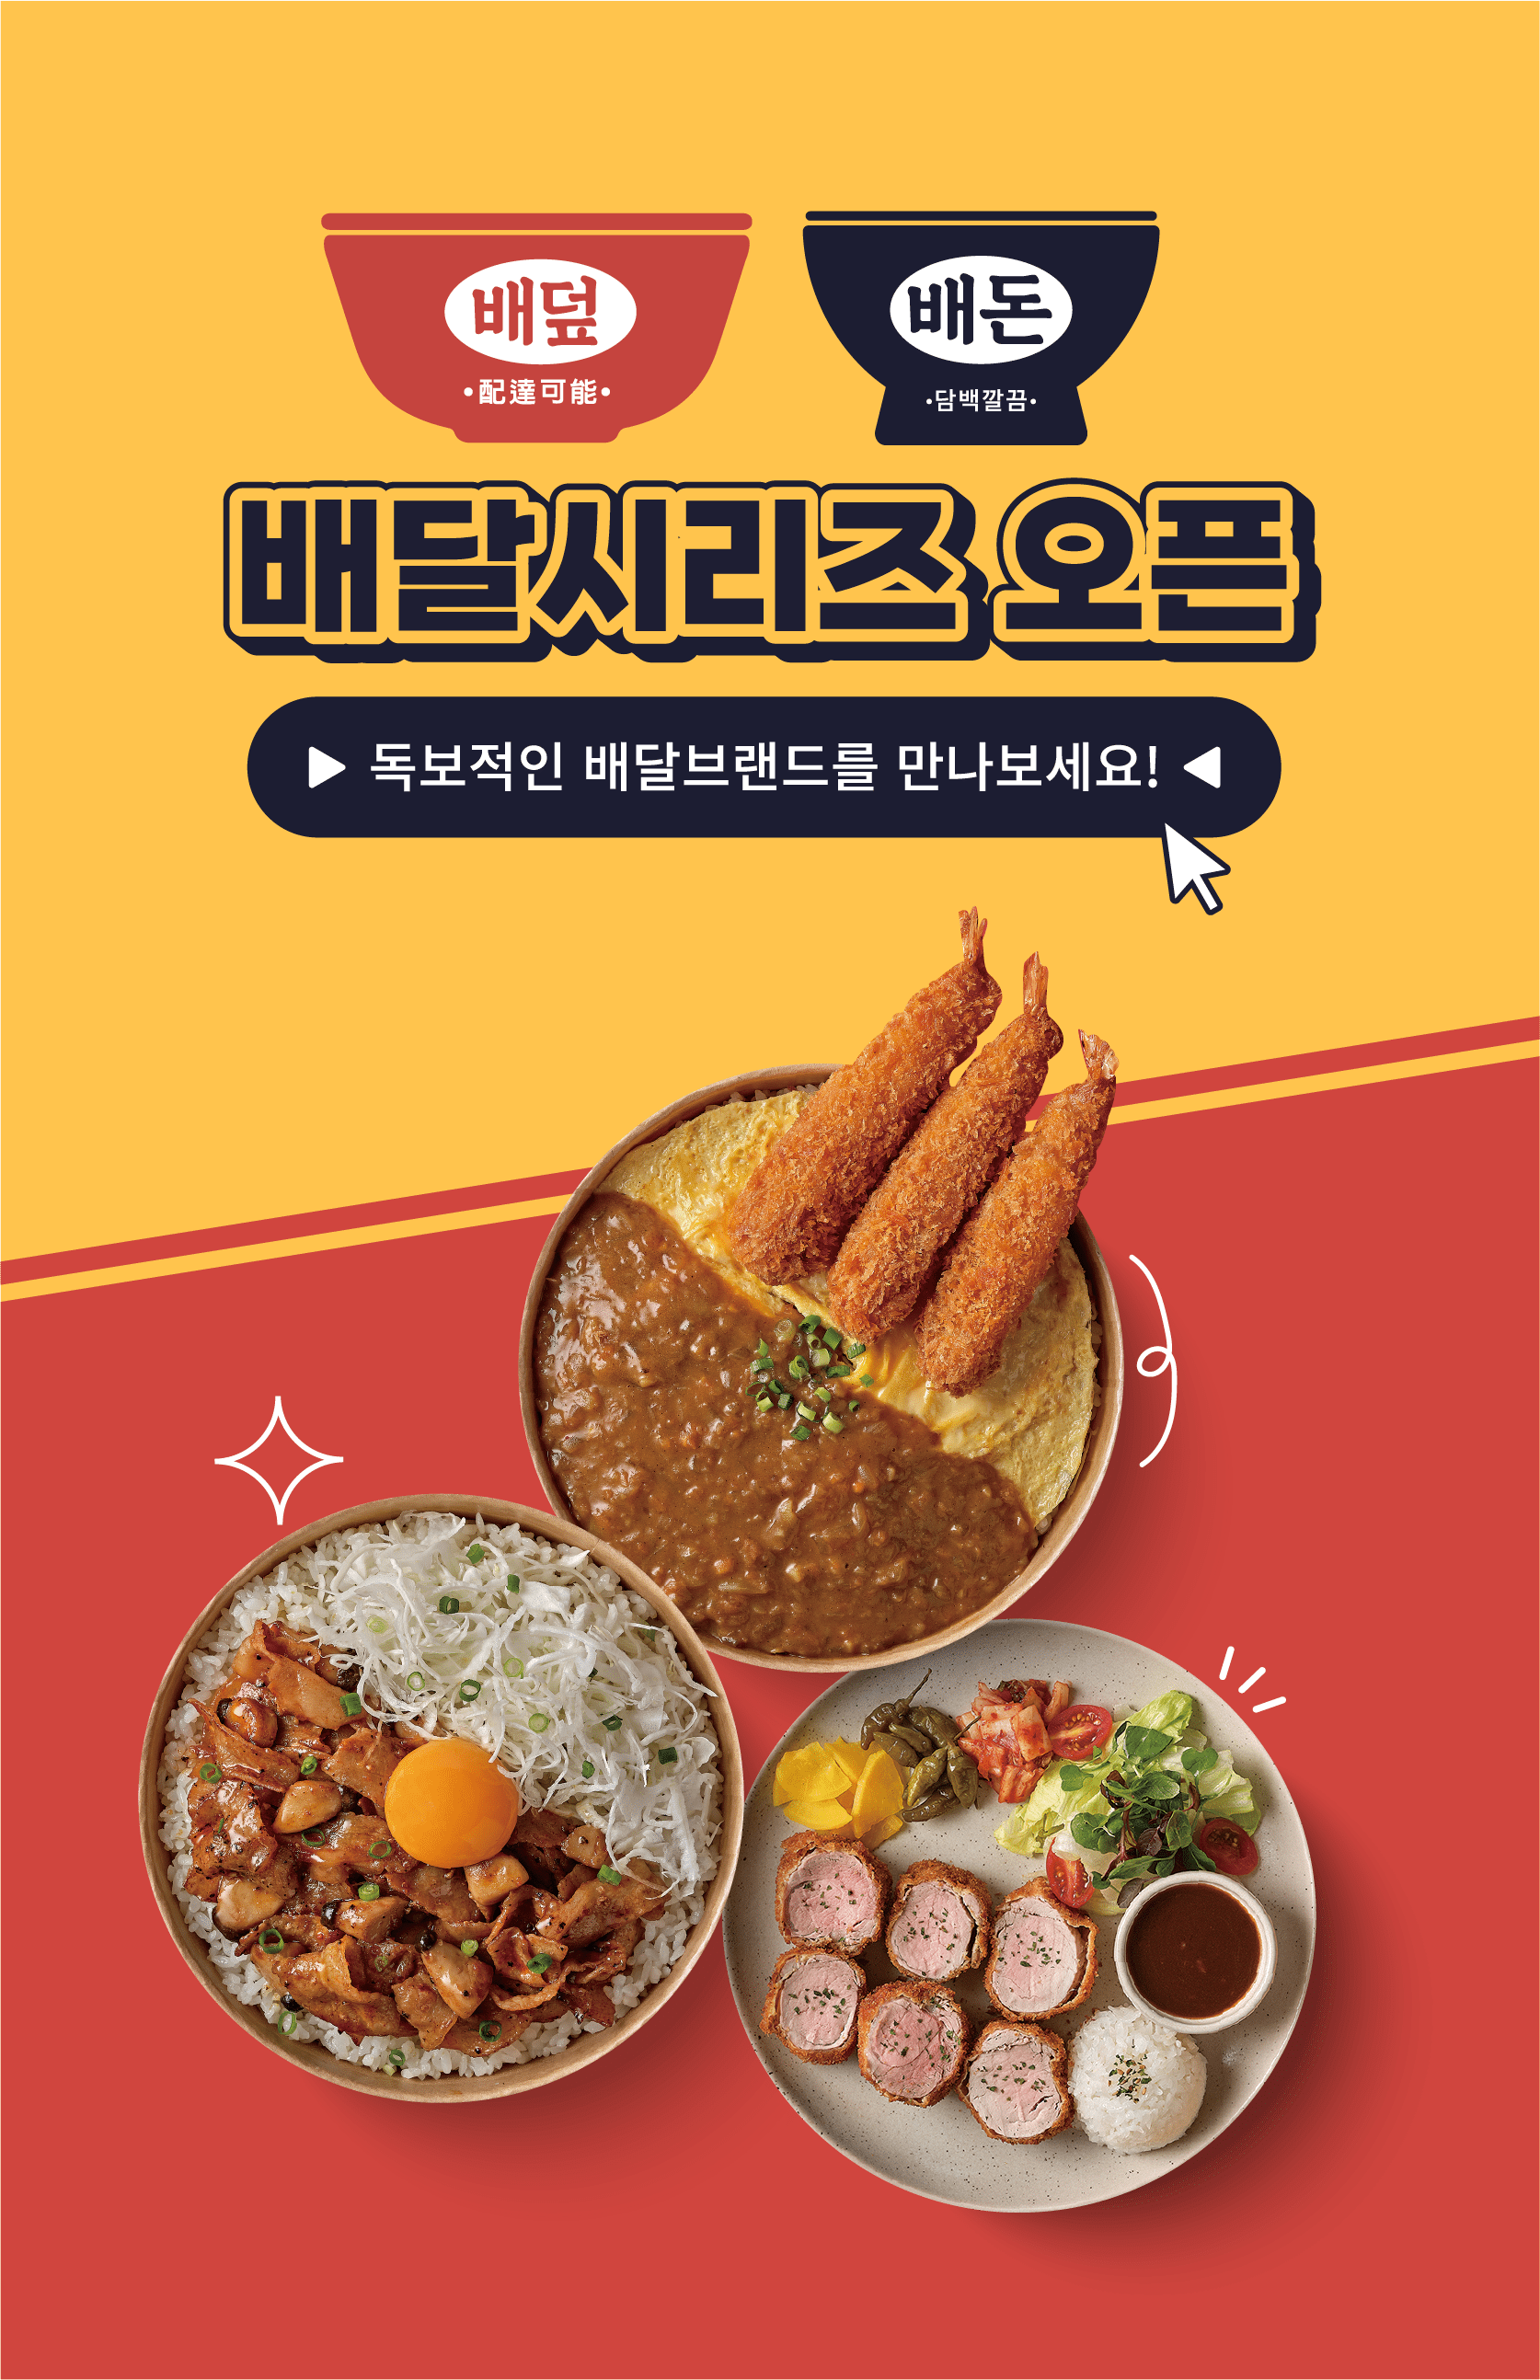 배덮
•配達可能•
배돈
•담백깔끔•
배달시리즈 오픈
▶ 독보적인 배달브랜드를 만나보세요! ◀